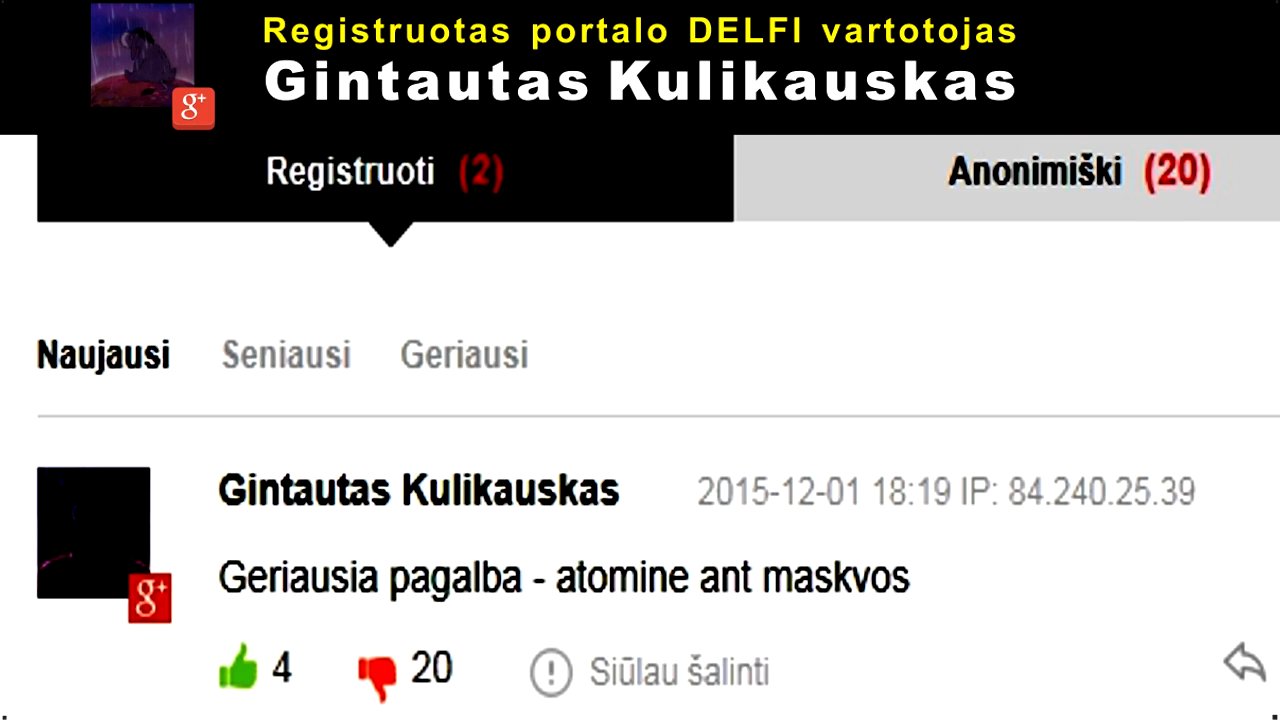 Registruotas portalo DELFI vartotojas
Gintautas Kulikauskas
g+
Registruoti (2)
Anonimiški (20)
Naujausi Seniausi Geriausi
Gintautas Kulikauskas 2015-12-01 18:19 IP: 84.240.25.39
g+
Geriausia pagalba - atomine ant maskvos
4 20 Siūlau šalinti